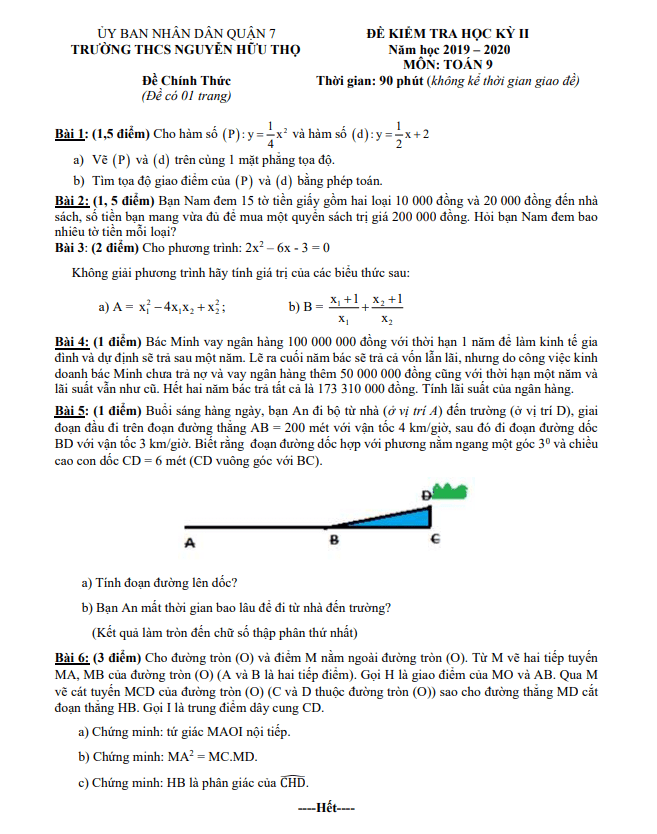 ỦY BAN NHÂN DÂN QUẬN 7
TRƯỜNG THCS NGUYỄN HỮU THỌ
Đề Chính Thức
(Đề có 01 trang)
ĐỀ KIỂM TRA HỌC KỲ II
Năm học 2019 – 2020
MÔN: TOÁN 9
Thời gian: 90 phút (không kể thời gian giao đề)
Bài 1: (1,5 điểm) Cho hàm số (P): y = 1/4 x² và hàm số (d): y = 1/2 x + 2
a) Vẽ (P) và (d) trên cùng 1 mặt phẳng tọa độ.
b) Tìm tọa độ giao điểm của (P) và (d) bằng phép toán.
Bài 2: (1, 5 điểm) Bạn Nam đem 15 tờ tiền giấy gồm hai loại 10 000 đồng và 20 000 đồng đến nhà
sách, số tiền bạn mang vừa đủ để mua một quyển sách trị giá 200 000 đồng. Hỏi bạn Nam đem bao
nhiêu tờ tiền mỗi loại?
Bài 3: (2 điểm) Cho phương trình: 2x² – 6x - 3 = 0
Không giải phương trình hãy tính giá trị của các biểu thức sau:
a) A = x₁² – 4x₁x₂ + x₂²; b) B = (x₁ + 1)/x₁ + (x₂ + 1)/x₂
Bài 4: (1 điểm) Bác Minh vay ngân hàng 100 000 000 đồng với thời hạn 1 năm để làm kinh tế gia
đình và dự định sẽ trả sau một năm. Lẽ ra cuối năm bác sẽ trả cả vốn lẫn lãi, nhưng do công việc kinh
doanh bác Minh chưa trả nợ và vay ngân hàng thêm 50 000 000 đồng cũng với thời hạn một năm và
lãi suất vẫn như cũ. Hết hai năm bác trả tất cả là 173 310 000 đồng. Tính lãi suất của ngân hàng.
Bài 5: (1 điểm) Buổi sáng hàng ngày, bạn An đi bộ từ nhà (ở vị trí A) đến trường (ở vị trí D), giai
đoạn đầu đi trên đoạn đường thẳng AB = 200 mét với vận tốc 4 km/giờ, sau đó đi đoạn đường dốc
BD với vận tốc 3 km/giờ. Biết rằng đoạn đường dốc hợp với phương nằm ngang một góc 3⁰ và chiều
cao con dốc CD = 6 mét (CD vuông góc với BC).
D
A B C
a) Tính đoạn đường lên dốc?
b) Bạn An mất thời gian bao lâu để đi từ nhà đến trường?
(Kết quả làm tròn đến chữ số thập phân thứ nhất)
Bài 6: (3 điểm) Cho đường tròn (O) và điểm M nằm ngoài đường tròn (O). Từ M vẽ hai tiếp tuyến
MA, MB của đường tròn (O) (A và B là hai tiếp điểm). Gọi H là giao điểm của MO và AB. Qua M
vẽ cát tuyến MCD của đường tròn (O) (C và D thuộc đường tròn (O)) sao cho đường thẳng MD cắt
đoạn thẳng HB. Gọi I là trung điểm dây cung CD.
a) Chứng minh: tứ giác MAOI nội tiếp.
b) Chứng minh: MA² = MC.MD.
c) Chứng minh: HB là phân giác của CHD.
----Hết----